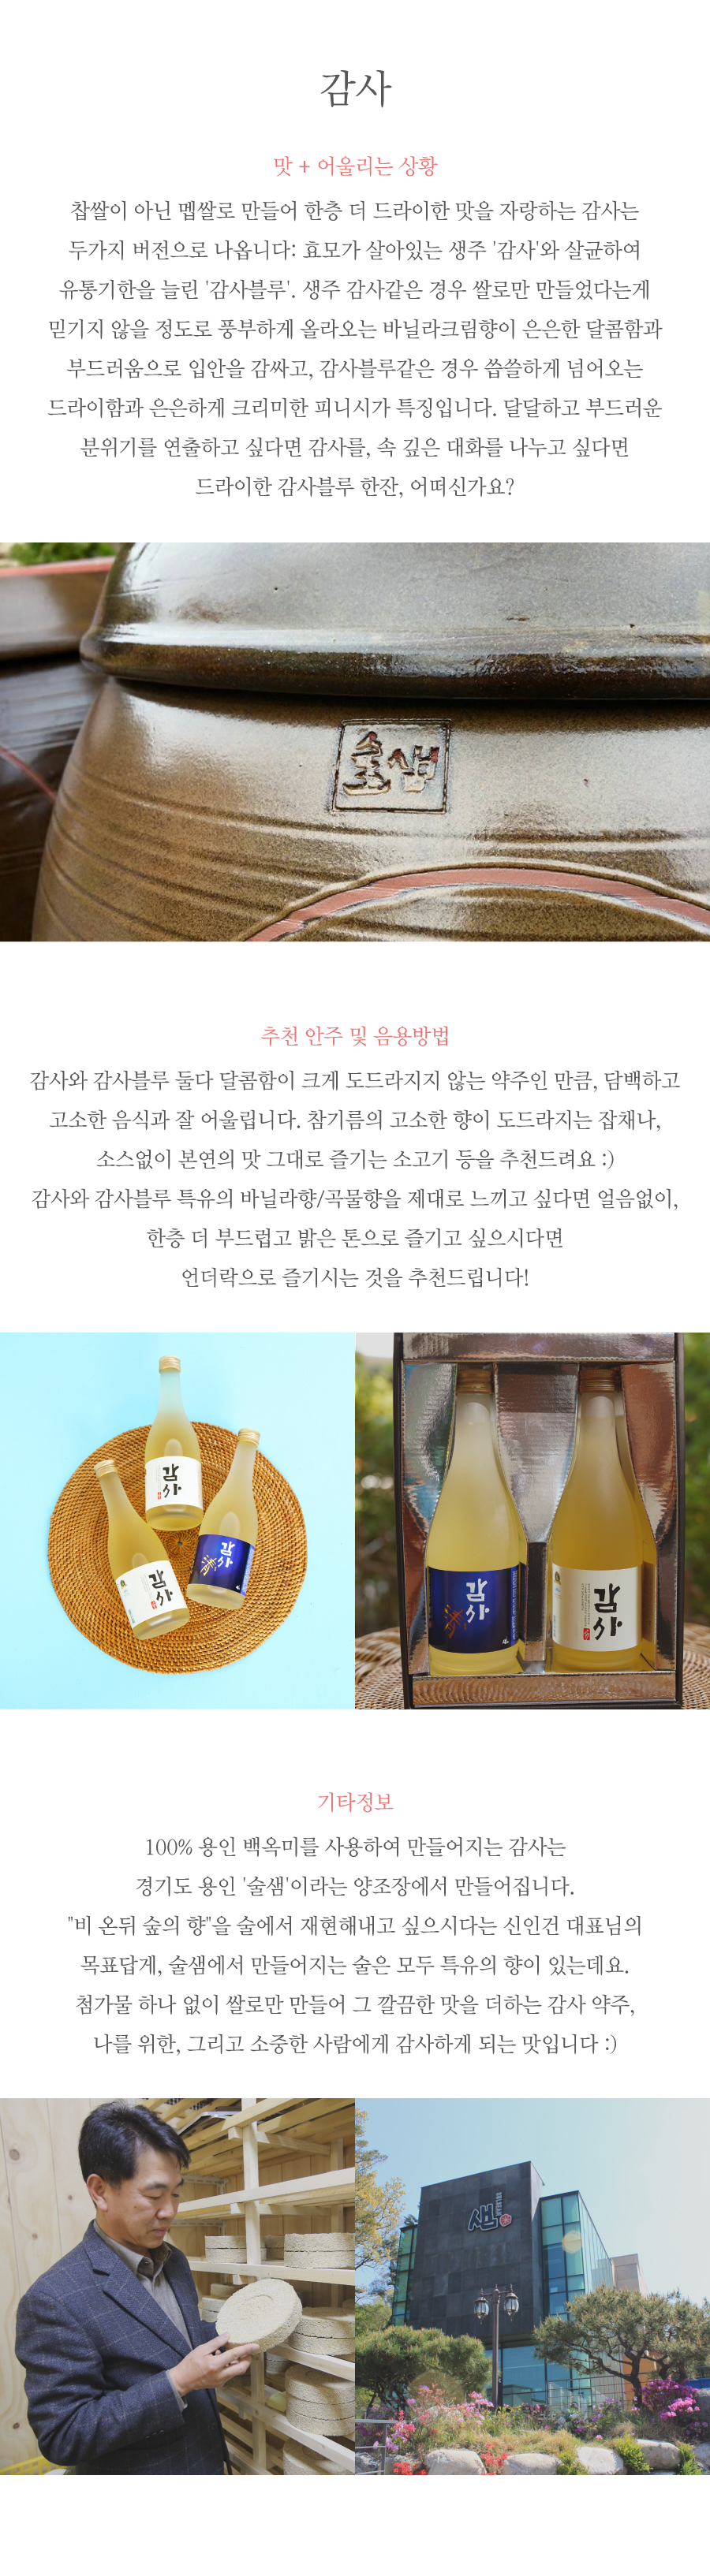 감사
맛 + 어울리는 상황
찹쌀이 아닌 멥쌀로 만들어 한층 더 드라이한 맛을 자랑하는 감사는
두가지 버전으로 나옵니다: 효모가 살아있는 생주 '감사'와 살균하여
유통기한을 늘린 '감사블루'. 생주 감사같은 경우 쌀로만 만들었다는게
믿기지 않을 정도로 풍부하게 올라오는 바닐라크림향이 은은한 달콤함과
부드러움으로 입안을 감싸고, 감사블루같은 경우 씁쓸하게 넘어오는
드라이함과 은은하게 크리미한 피니시가 특징입니다. 달달하고 부드러운
분위기를 연출하고 싶다면 감사를, 속 깊은 대화를 나누고 싶다면
드라이한 감사블루 한잔, 어떠신가요?
술샘
추천 안주 및 음용방법
감사와 감사블루 둘다 달콤함이 크게 도드라지지 않는 약주인 만큼, 담백하고
고소한 음식과 잘 어울립니다. 참기름의 고소한 향이 도드라지는 잡채나,
소스없이 본연의 맛 그대로 즐기는 소고기 등을 추천드려요 :)
감사와 감사블루 특유의 바닐라향/곡물향을 제대로 느끼고 싶다면 얼음없이,
한층 더 부드럽고 밝은 톤으로 즐기고 싶으시다면
언더락으로 즐기시는 것을 추천드립니다!
감사
감사
감사
감사
감사
기타정보
100% 용인 백옥미를 사용하여 만들어지는 감사는
경기도 용인 '술샘'이라는 양조장에서 만들어집니다.
"비 온뒤 숲의 향"을 술에서 재현해내고 싶으시다는 신인건 대표님의
목표답게, 술샘에서 만들어지는 술은 모두 특유의 향이 있는데요.
첨가물 하나 없이 쌀로만 만들어 그 깔끔한 맛을 더하는 감사 약주,
나를 위한, 그리고 소중한 사람에게 감사하게 되는 맛입니다 :)
샘